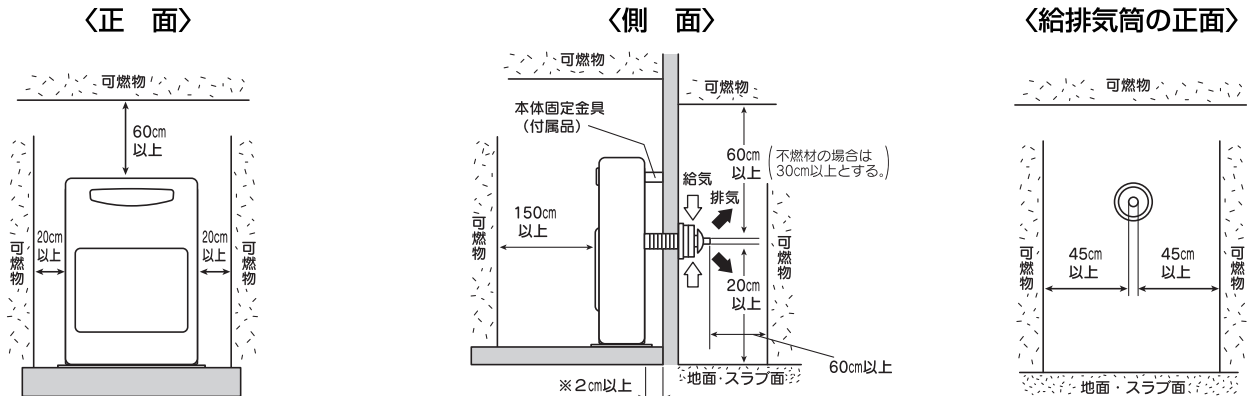 〈正　面〉
可燃物
60cm
以上
20cm
以上
20cm
以上
可燃物
可燃物
〈側　面〉
可燃物
可燃物
本体固定金具
（付属品）
60cm
以上
（不燃材の場合は
30cm以上とする。）
給気
排気
150cm
以上
可燃物
可燃物
20cm
以上
60cm以上
地面・スラブ面
※2cm以上
〈給排気筒の正面〉
可燃物
可燃物
45cm
以上
45cm
以上
可燃物
地面・スラブ面